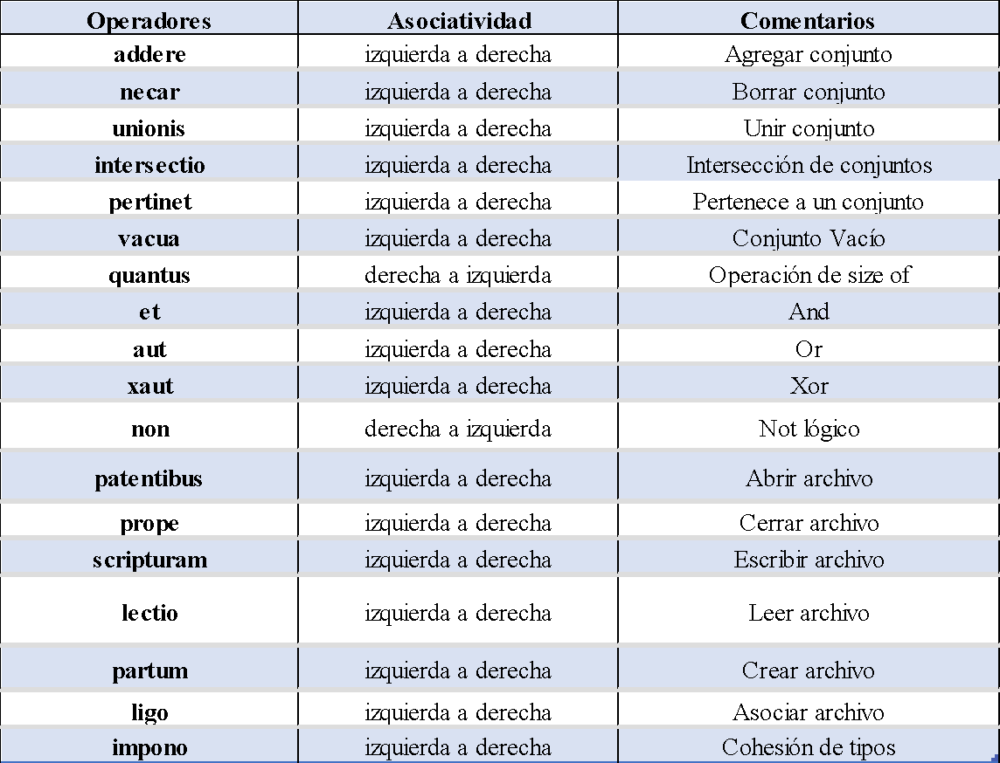 Operadores Asociatividad Comentarios
addere izquierda a derecha Agregar conjunto
necar izquierda a derecha Borrar conjunto
unionis izquierda a derecha Unir conjunto
intersectio izquierda a derecha Intersección de conjuntos
pertinet izquierda a derecha Pertenece a un conjunto
vacua izquierda a derecha Conjunto Vacío
quantus derecha a izquierda Operación de size of
et izquierda a derecha And
aut izquierda a derecha Or
xaut izquierda a derecha Xor
non derecha a izquierda Not lógico
patentibus izquierda a derecha Abrir archivo
prope izquierda a derecha Cerrar archivo
scripturam izquierda a derecha Escribir archivo
lectio izquierda a derecha Leer archivo
partum izquierda a derecha Crear archivo
ligo izquierda a derecha Asociar archivo
impono izquierda a derecha Cohesión de tipos